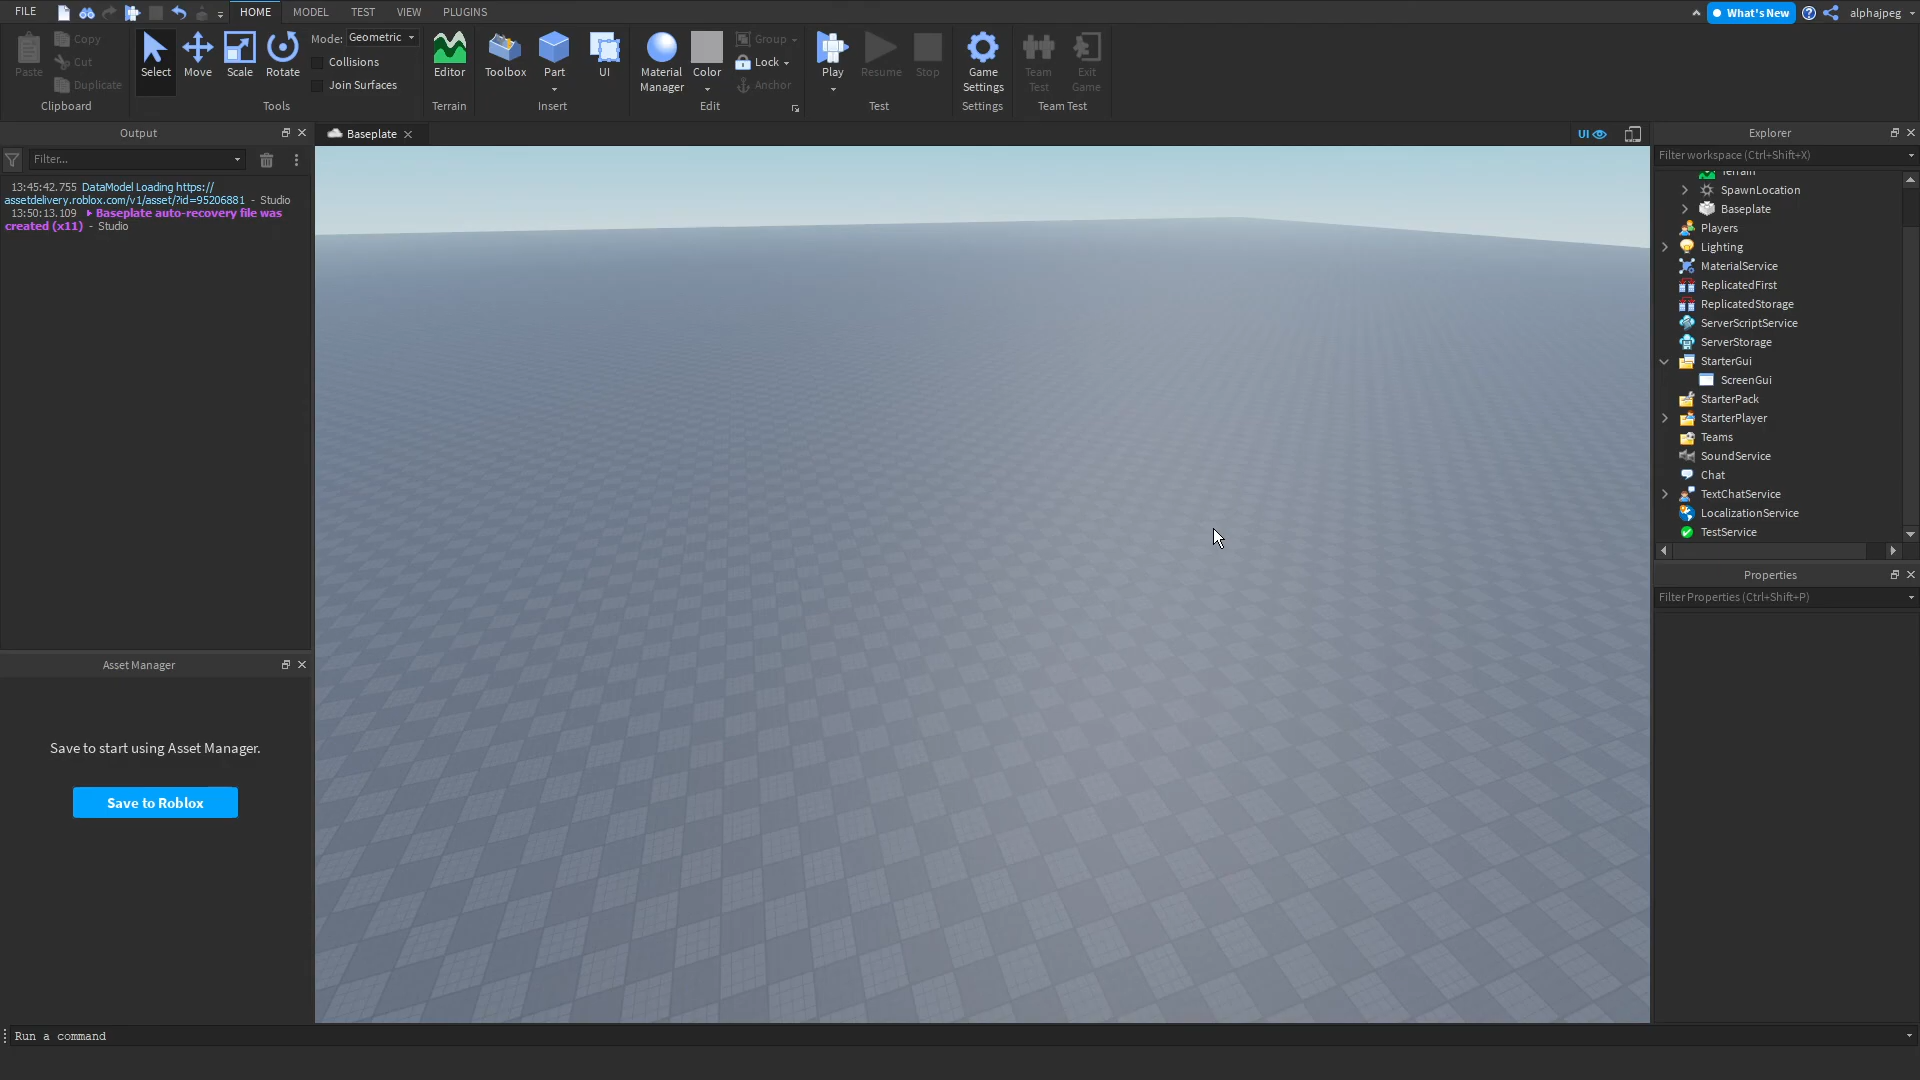 FILE HOME MODEL TEST VIEW PLUGINS What's New alphajpeg
Paste Copy Cut Duplicate Clipboard
Select Move Scale Rotate Mode: Geometric Collisions Join Surfaces Tools
Editor Terrain
Toolbox Part UI Insert
Material Manager Color Group Lock Anchor Edit
Play Resume Stop Test
Game Settings Settings
Team Test Exit Game Team Test
Output
Filter...
13:45:42.755 DataModel Loading https://
assetdelivery.roblox.com/v1/asset/?id=95206881 - Studio
13:50:13.109 Baseplate auto-recovery file was
created (x11) - Studio
Asset Manager
Save to start using Asset Manager.
Save to Roblox
Baseplate
UI
Explorer
Filter workspace (Ctrl+Shift+X)
Terrain
SpawnLocation
Baseplate
Players
Lighting
MaterialService
ReplicatedFirst
ReplicatedStorage
ServerScriptService
ServerStorage
StarterGui
ScreenGui
StarterPack
StarterPlayer
Teams
SoundService
Chat
TextChatService
LocalizationService
TestService
Properties
Filter Properties (Ctrl+Shift+P)
Run a command